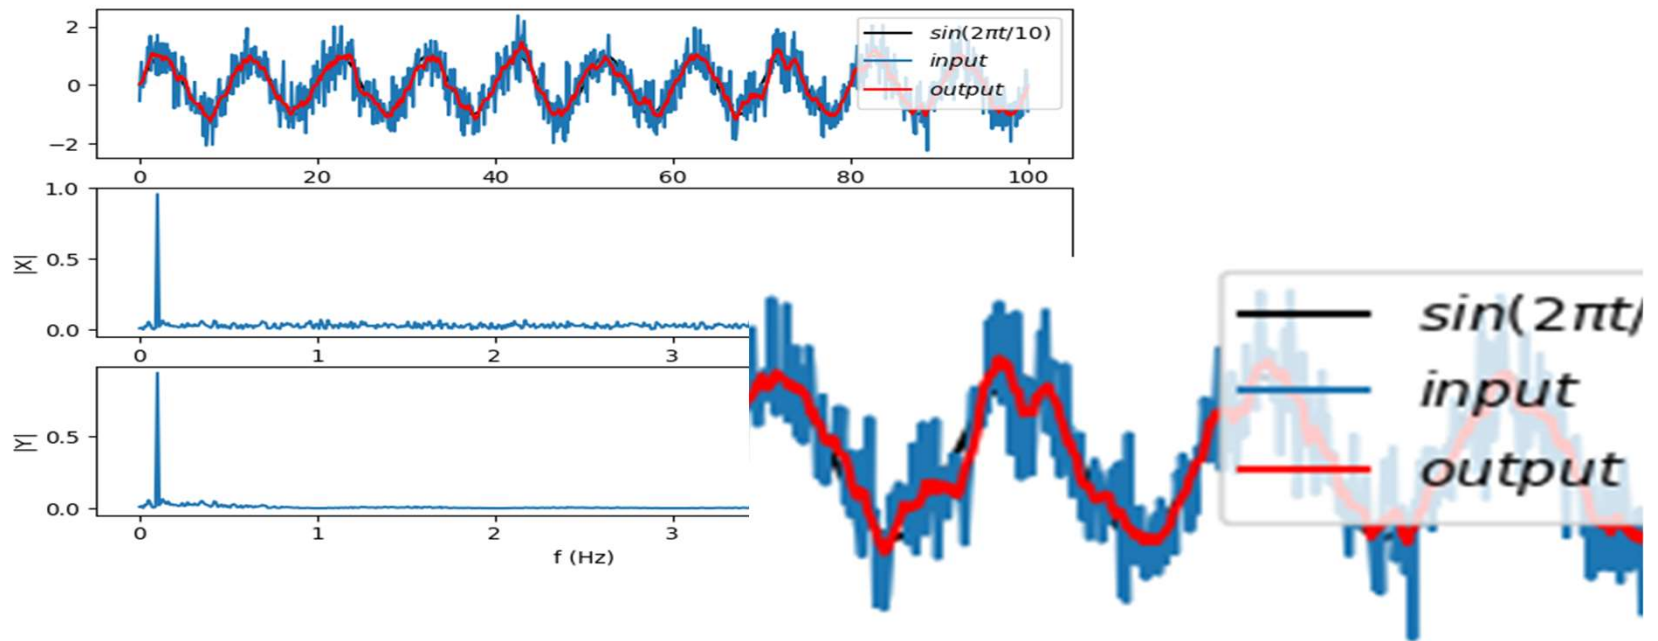 2
0
−2
sin(2πt/10)
input
output
0 20 40 60 80 100
1.0
0.5
0.0
|X|
0 1 2 3
0.5
0.0
|Y|
0 1 2 3
f (Hz)
sin(2πt/
input
output